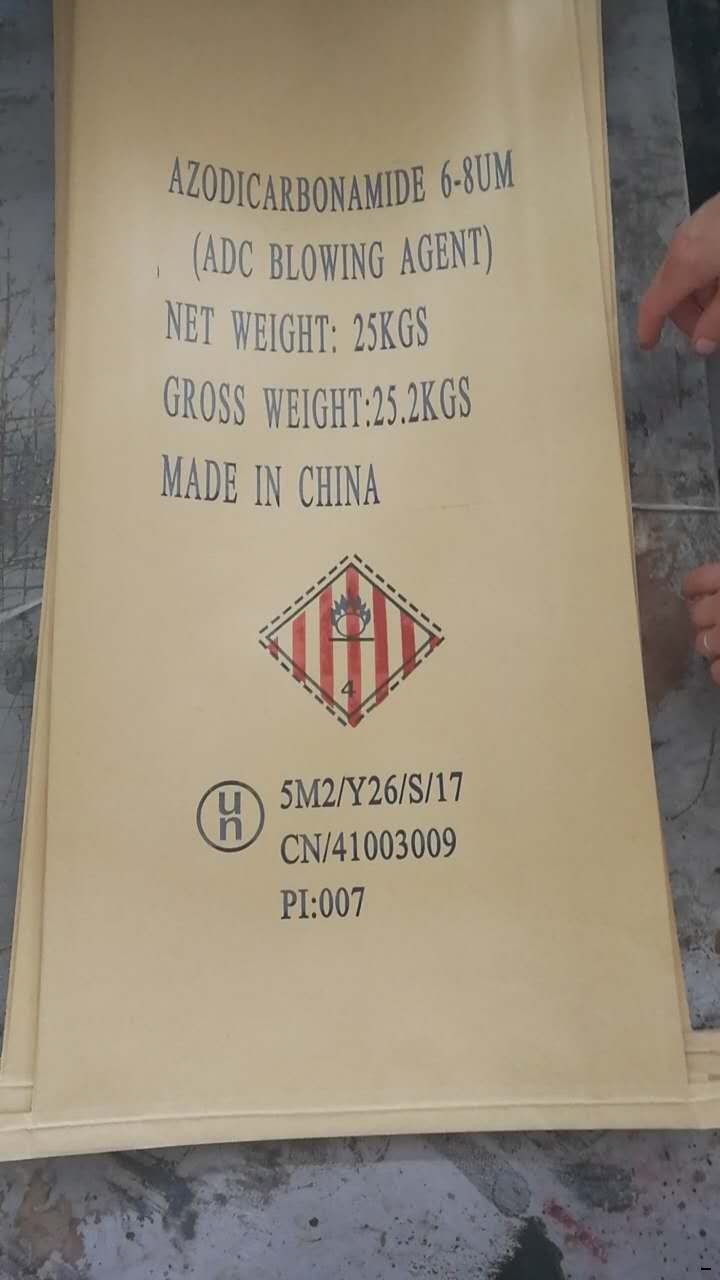 AZODICARBONAMIDE 6-8UM
(ADC BLOWING AGENT)
NET WEIGHT: 25KGS
GROSS WEIGHT:25.2KGS
MADE IN CHINA
4
un
5M2/Y26/S/17
CN/41003009
PI:007